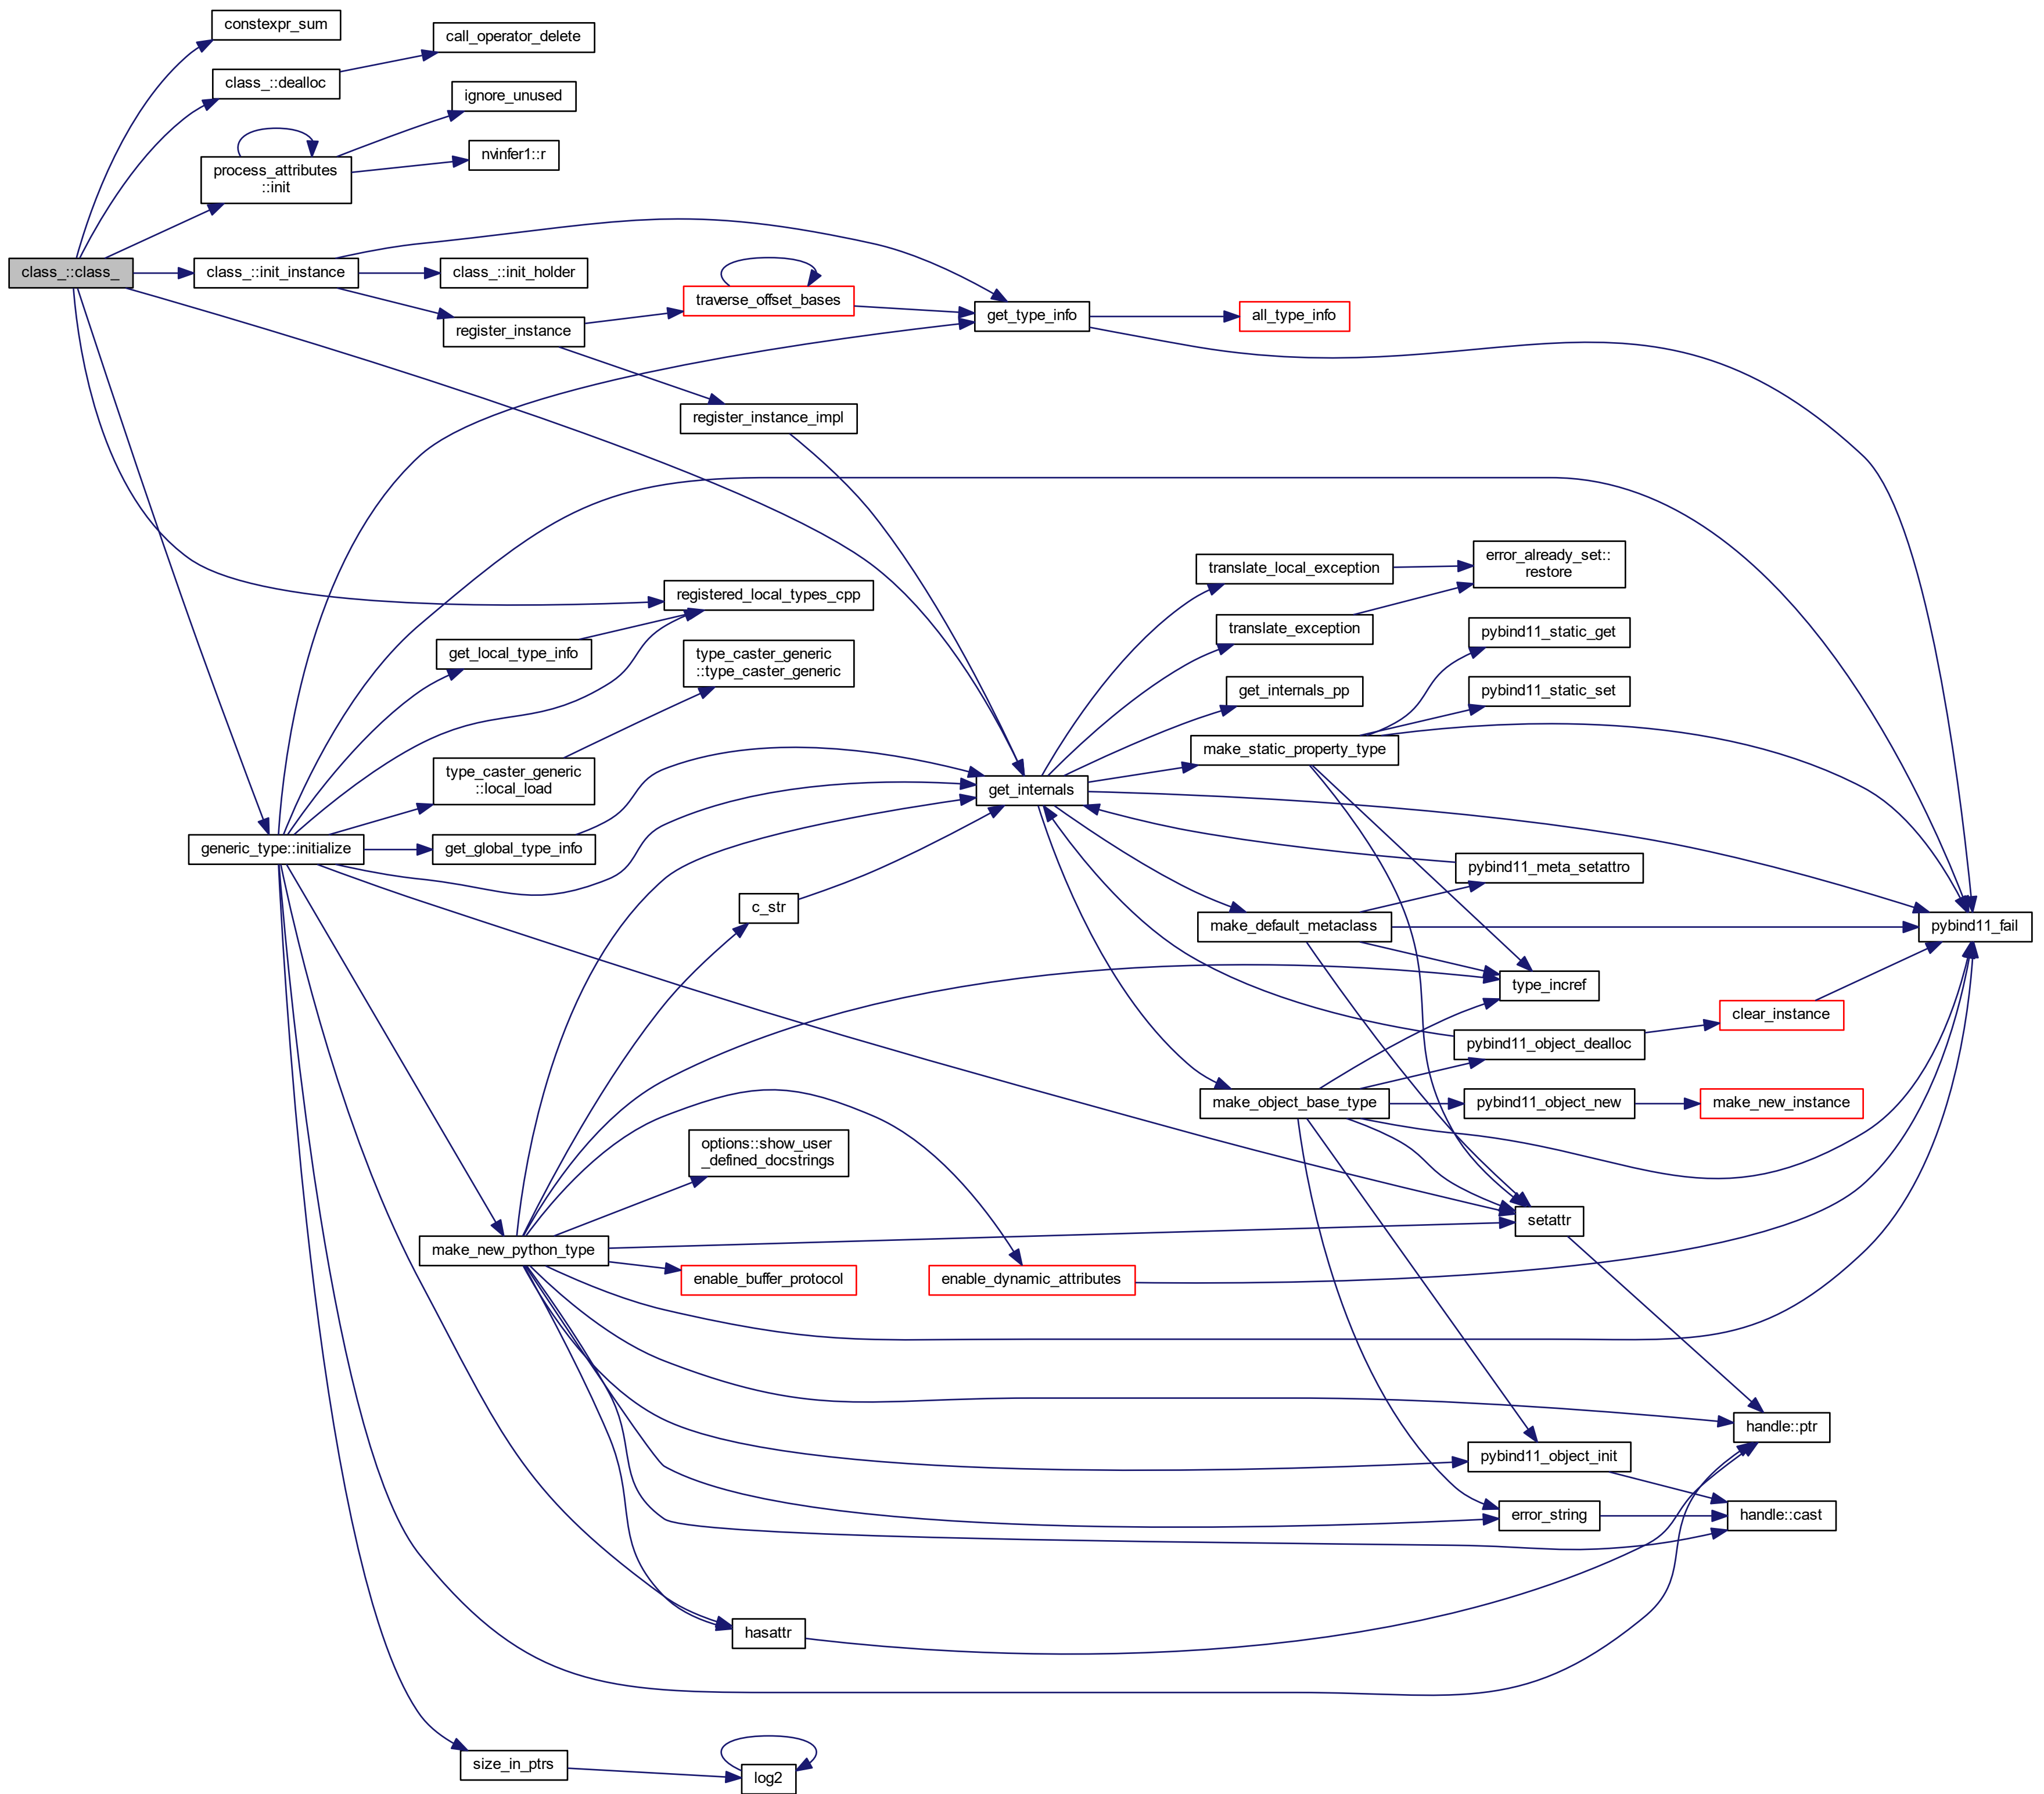 constexpr_sum
call_operator_delete
class_::dealloc
ignore_unused
nvinfer1::r
process_attributes
::init
class_::class_
class_::init_instance
class_::init_holder
traverse_offset_bases
get_type_info
all_type_info
register_instance
register_instance_impl
error_already_set::
restore
translate_local_exception
registered_local_types_cpp
translate_exception
pybind11_static_get
get_local_type_info
type_caster_generic
::type_caster_generic
get_internals_pp
pybind11_static_set
make_static_property_type
type_caster_generic
::local_load
get_internals
generic_type::initialize
get_global_type_info
pybind11_meta_setattro
c_str
make_default_metaclass
pybind11_fail
type_incref
clear_instance
pybind11_object_dealloc
make_object_base_type
pybind11_object_new
make_new_instance
options::show_user
_defined_docstrings
setattr
make_new_python_type
enable_buffer_protocol
enable_dynamic_attributes
handle::ptr
pybind11_object_init
error_string
handle::cast
hasattr
size_in_ptrs
log2